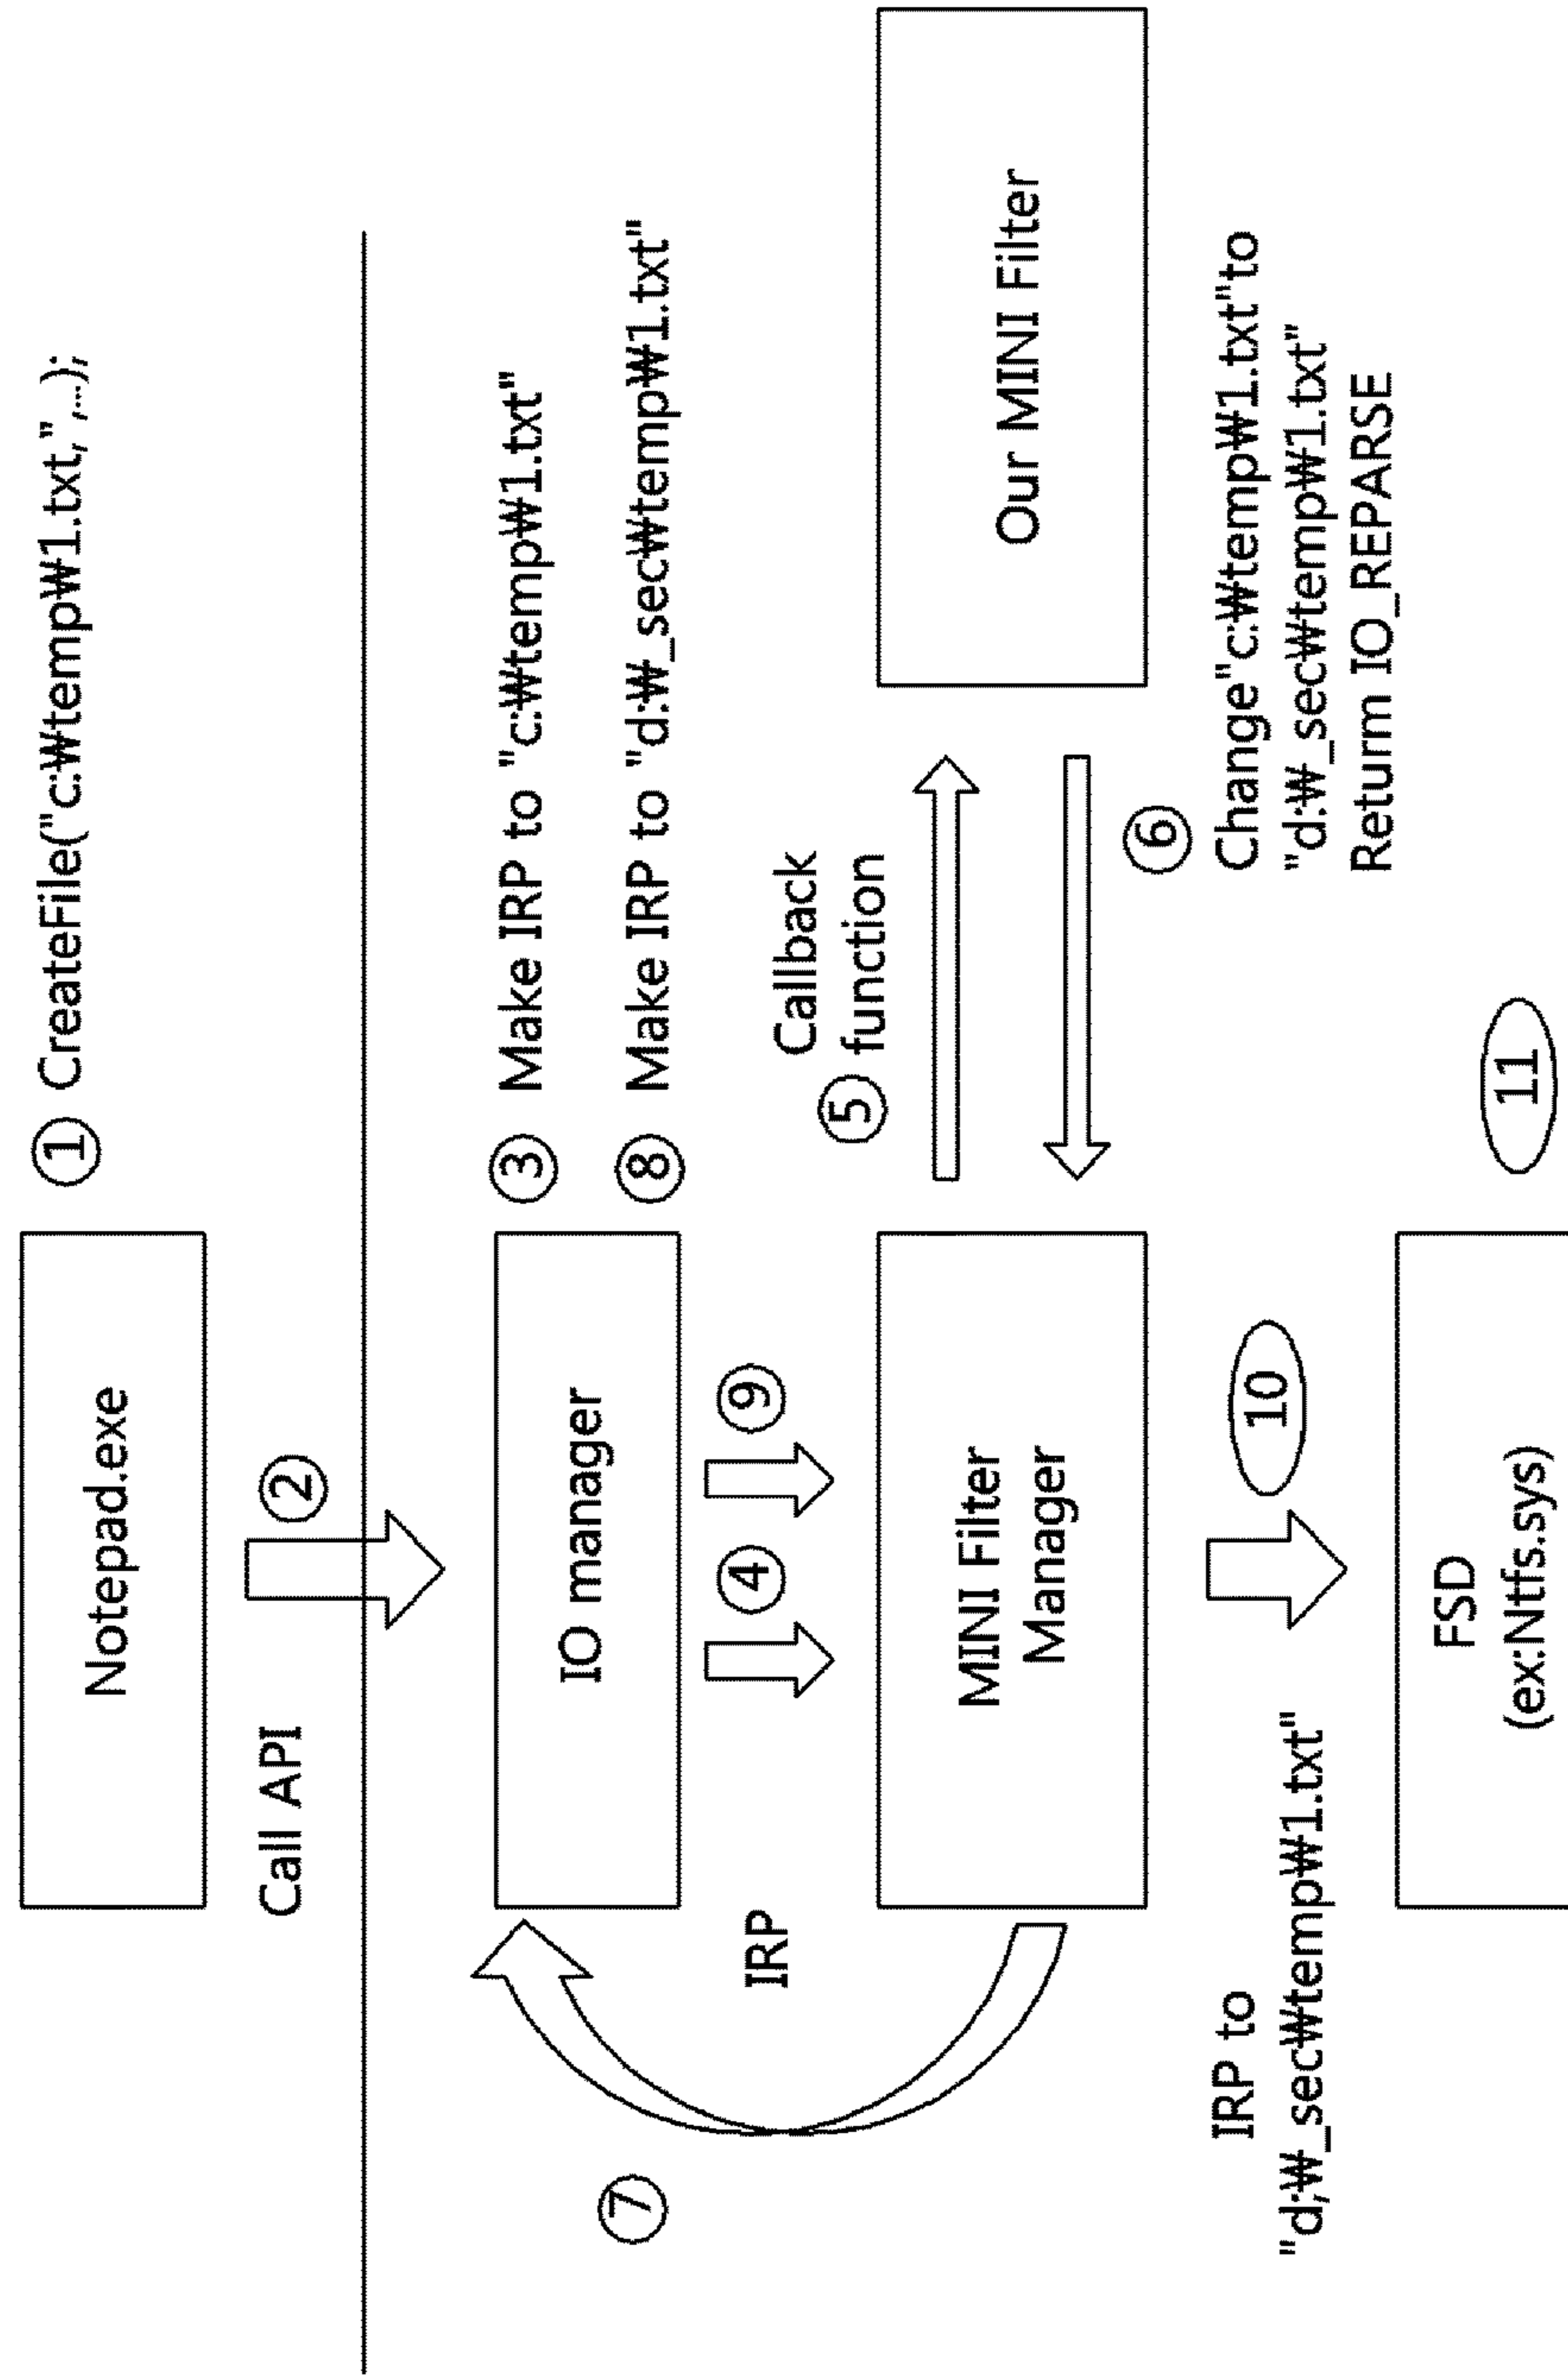 ① CreateFile("c:₩temp₩1.txt," ,...);
Notepad.exe
Call API
②
③ Make IRP to "c:₩temp₩1.txt"
⑧ Make IRP to "d:₩_sec₩temp₩1.txt"
IO manager
④
⑨
IRP
⑦
Callback
⑤ function
MINI Filter
Manager
Our MINI Filter
⑥
Change"c:₩temp₩1.txt"to
"d:₩_sec₩temp₩1.txt"
Returm IO_REPARSE
IRP to
"d;₩_sec₩temp₩1.txt"
10
11
FSD
(ex:Ntfs.sys)